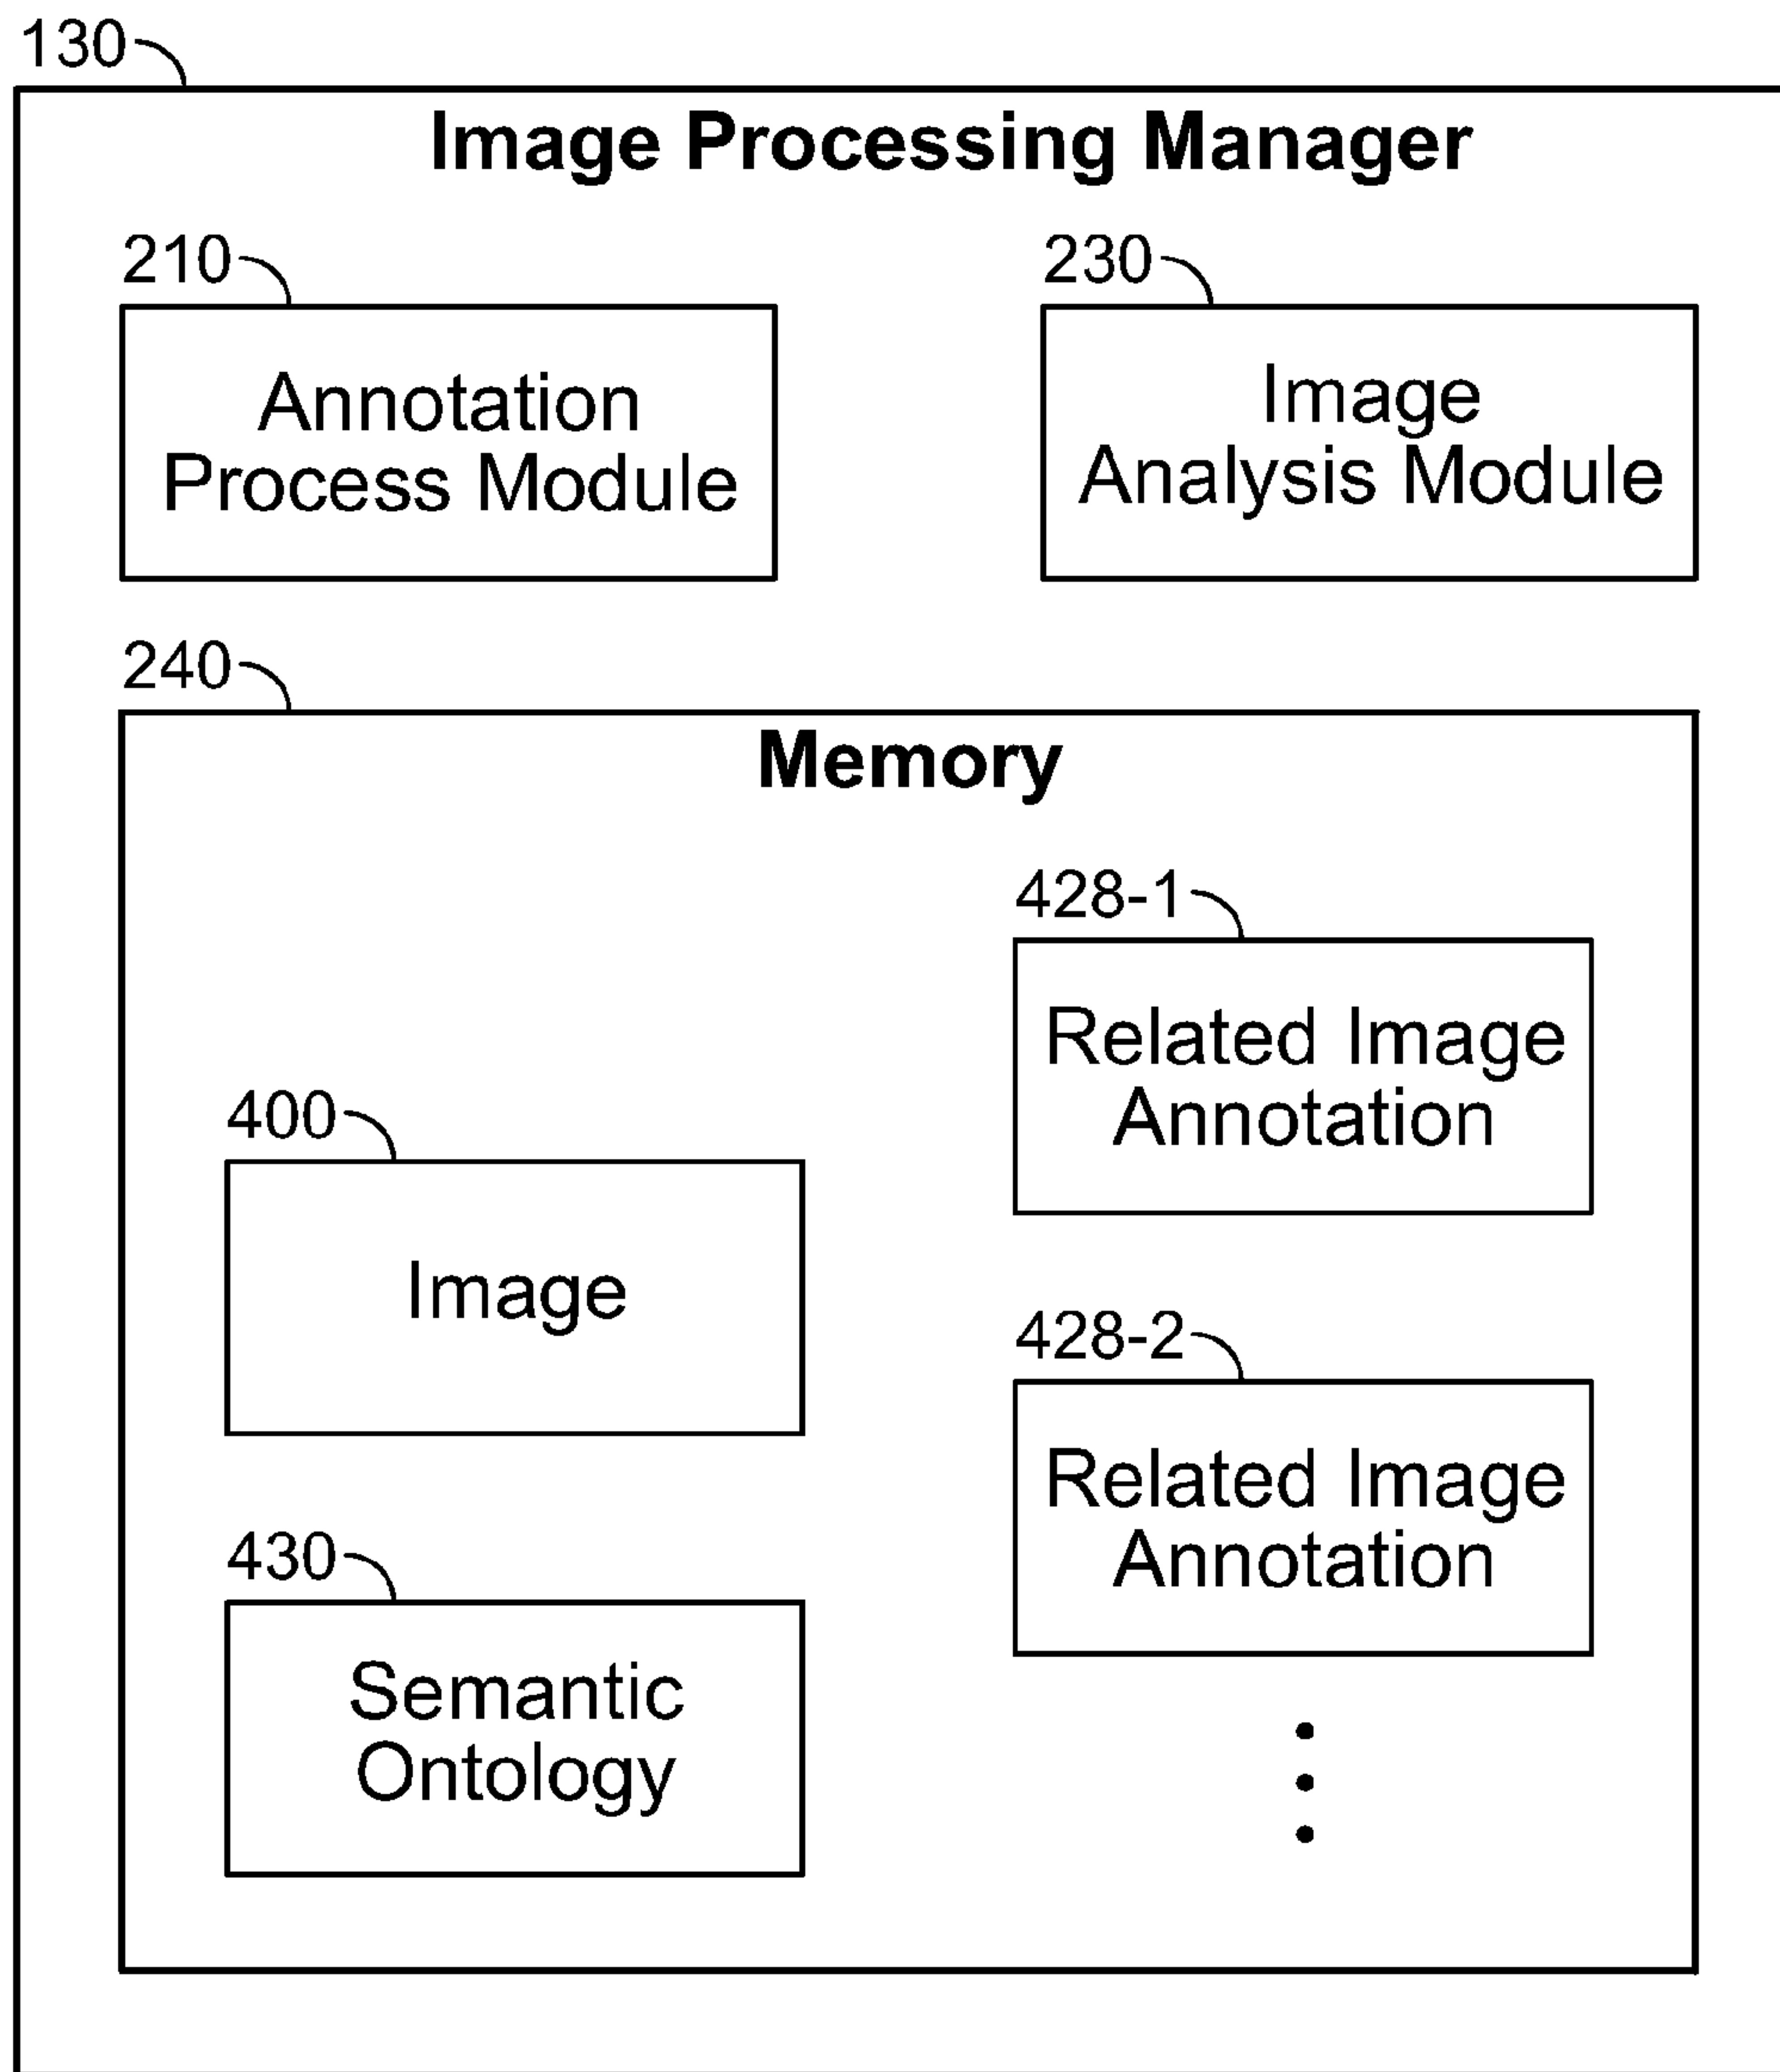 130
Image Processing Manager
210
Annotation
Process Module
230
Image
Analysis Module
240
Memory
428-1
Related Image
Annotation
400
Image
428-2
Related Image
Annotation
430
Semantic
Ontology